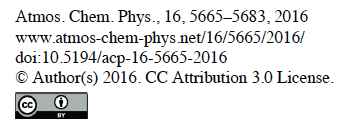 Atmos. Chem. Phys., 16, 5665–5683, 2016
www.atmos-chem-phys.net/16/5665/2016/
doi:10.5194/acp-16-5665-2016
© Author(s) 2016. CC Attribution 3.0 License.
cc
BY